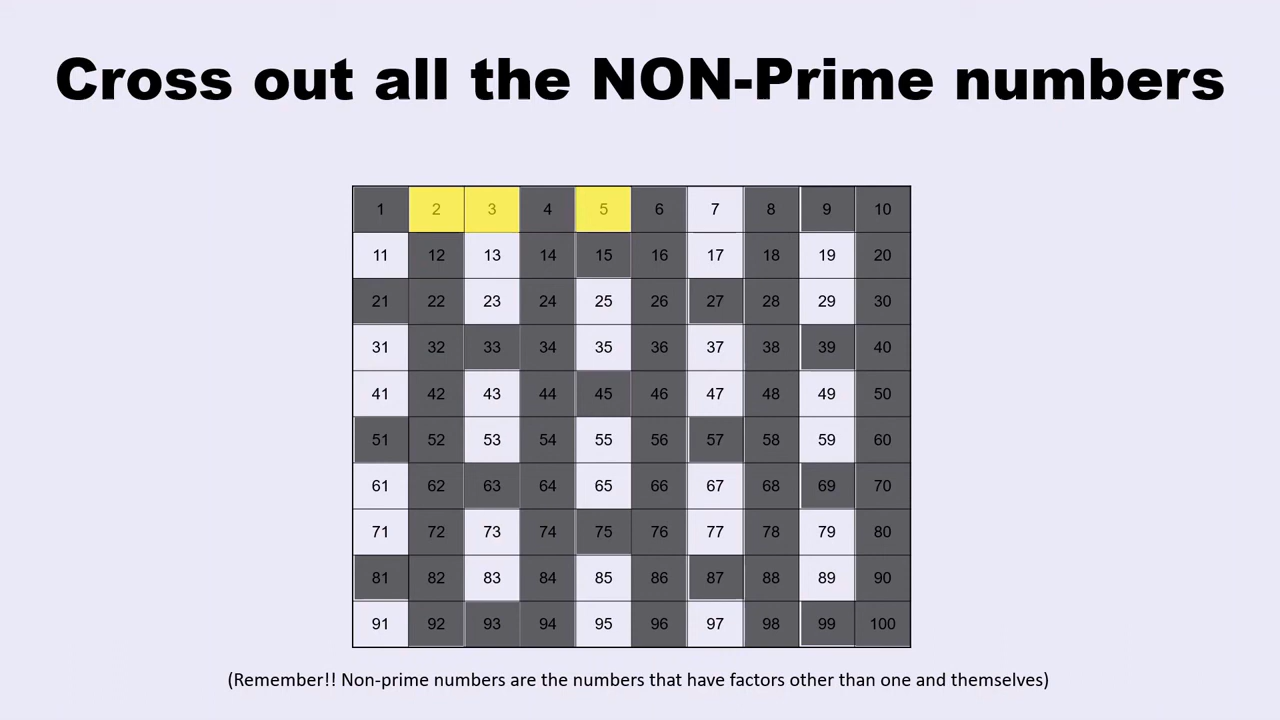 Cross out all the NON-Prime numbers
1 2 3 4 5 6 7 8 9 10
11 12 13 14 15 16 17 18 19 20
21 22 23 24 25 26 27 28 29 30
31 32 33 34 35 36 37 38 39 40
41 42 43 44 45 46 47 48 49 50
51 52 53 54 55 56 57 58 59 60
61 62 63 64 65 66 67 68 69 70
71 72 73 74 75 76 77 78 79 80
81 82 83 84 85 86 87 88 89 90
91 92 93 94 95 96 97 98 99 100
(Remember!! Non-prime numbers are the numbers that have factors other than one and themselves)